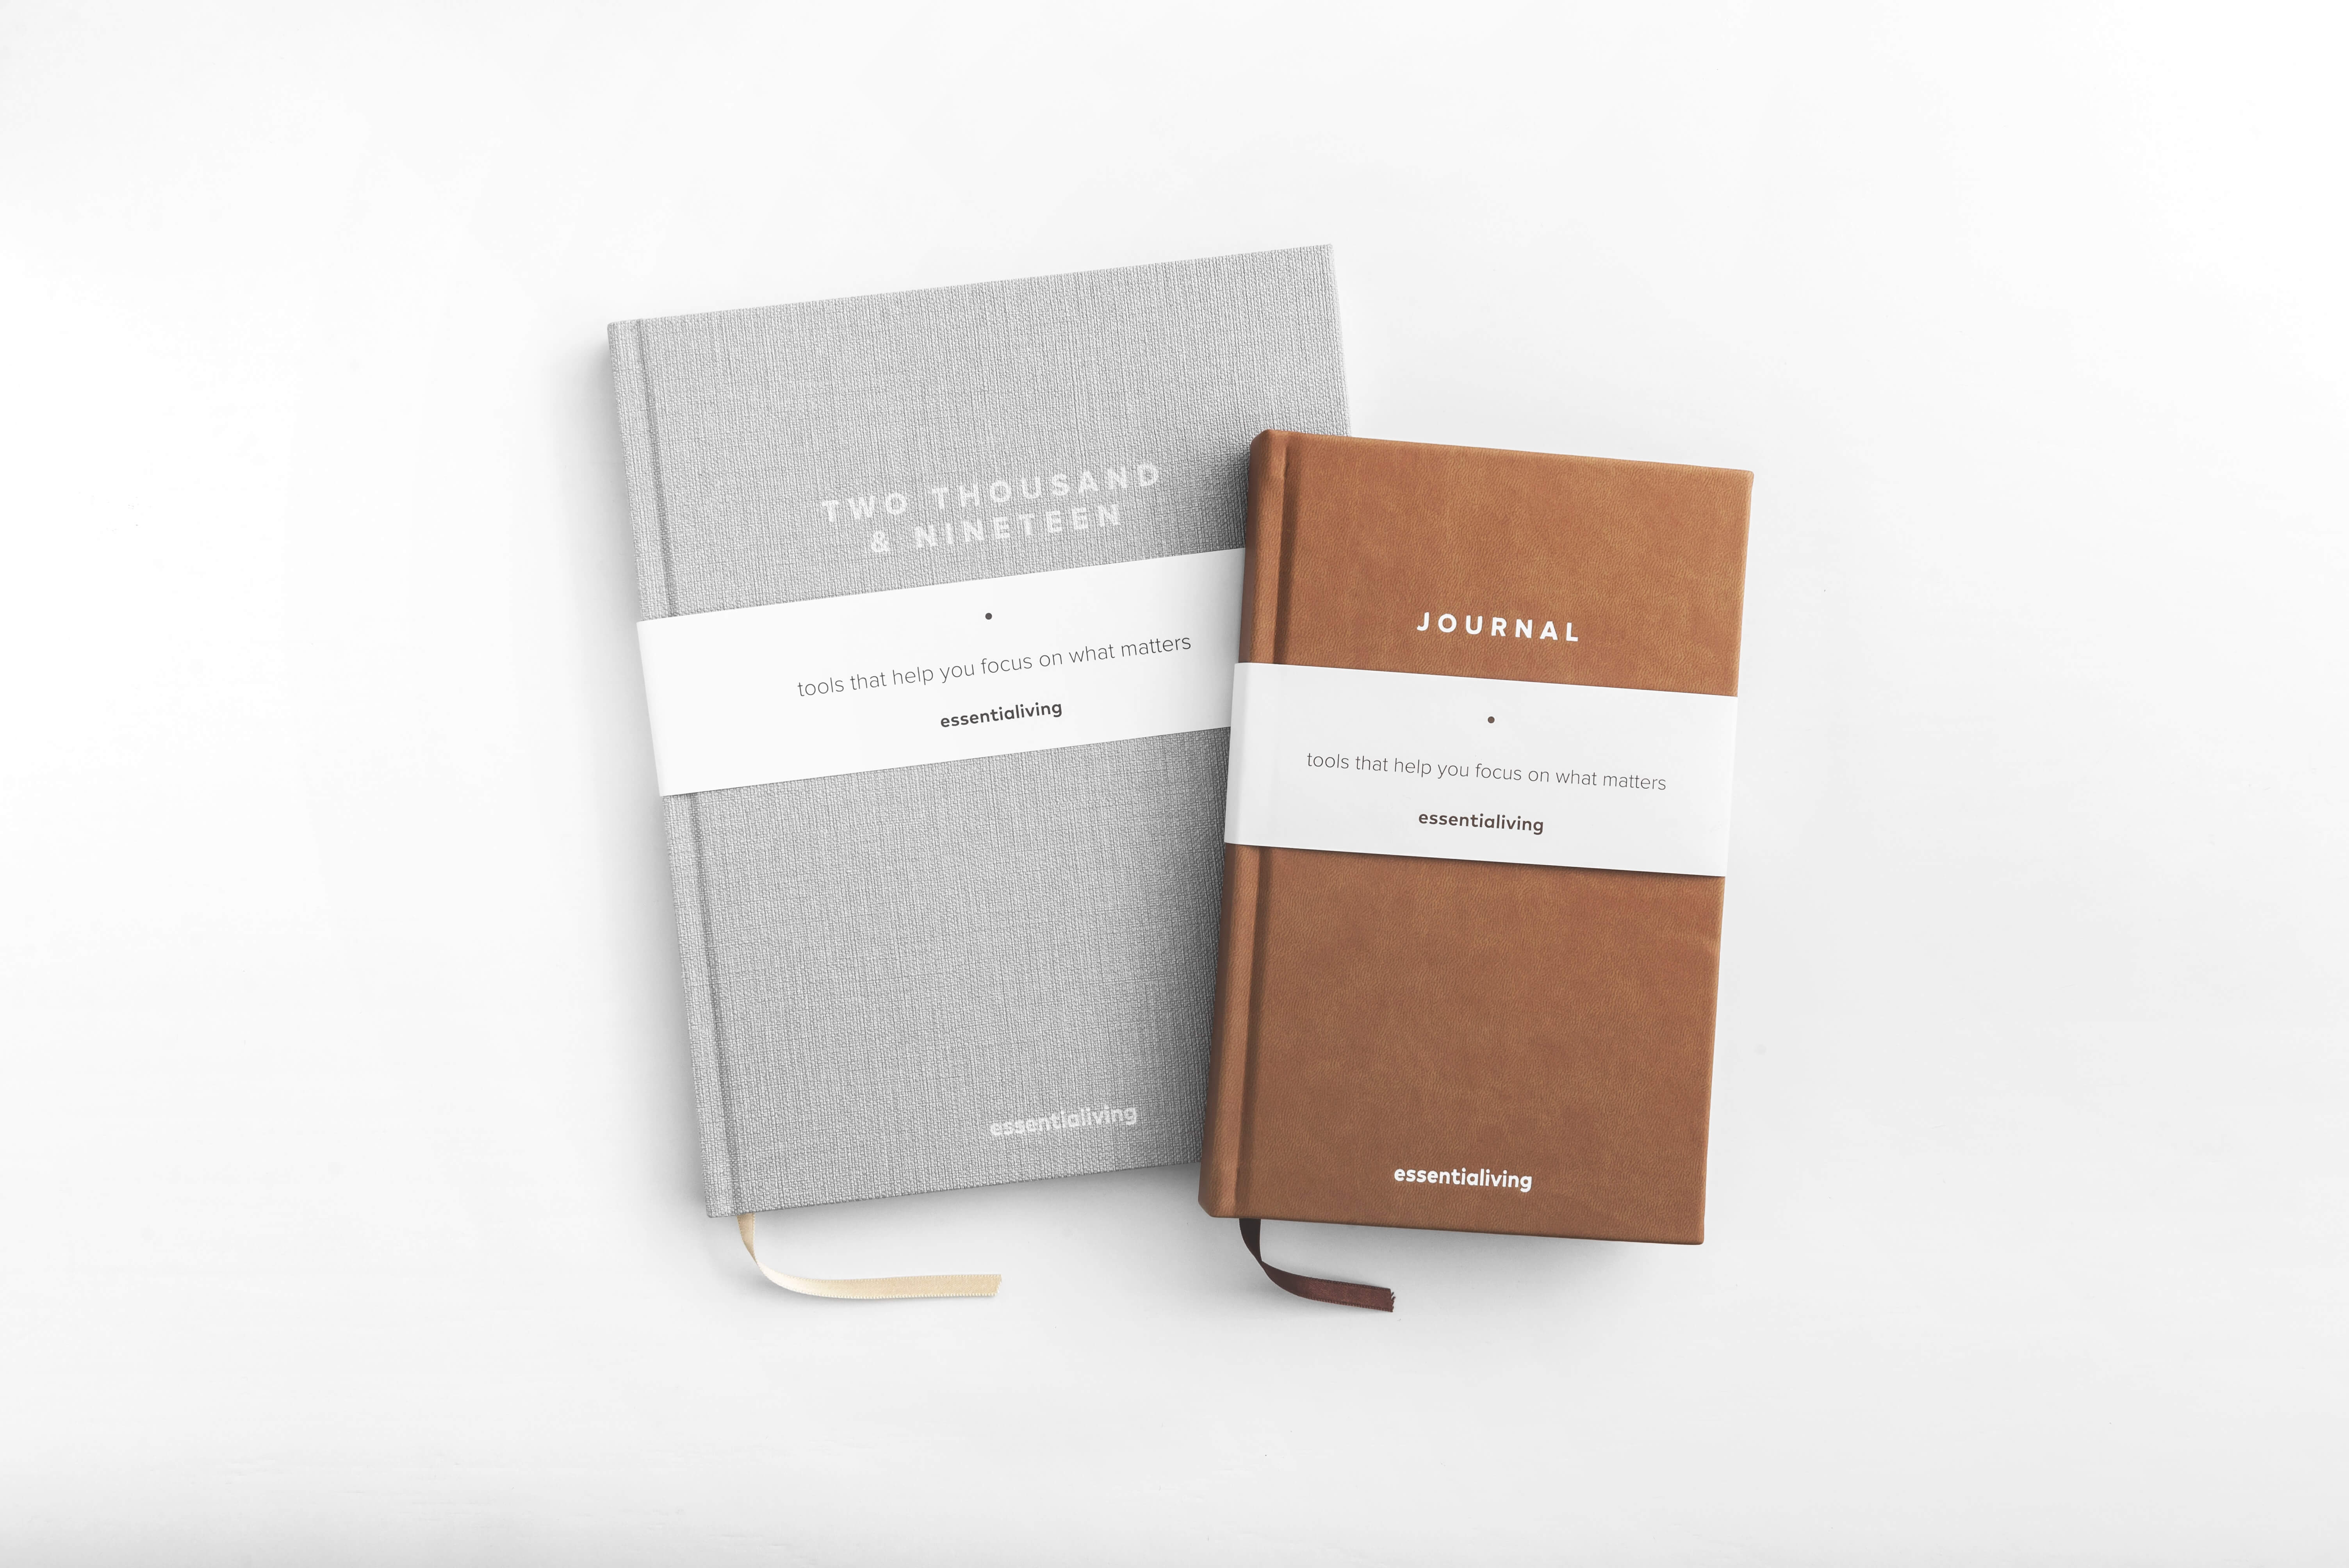 TWO THOUSAND
& NINETEEN
tools that help you focus on what matters
essentialiving
essentialiving
JOURNAL
tools that help you focus on what matters
essentialiving
essentialiving